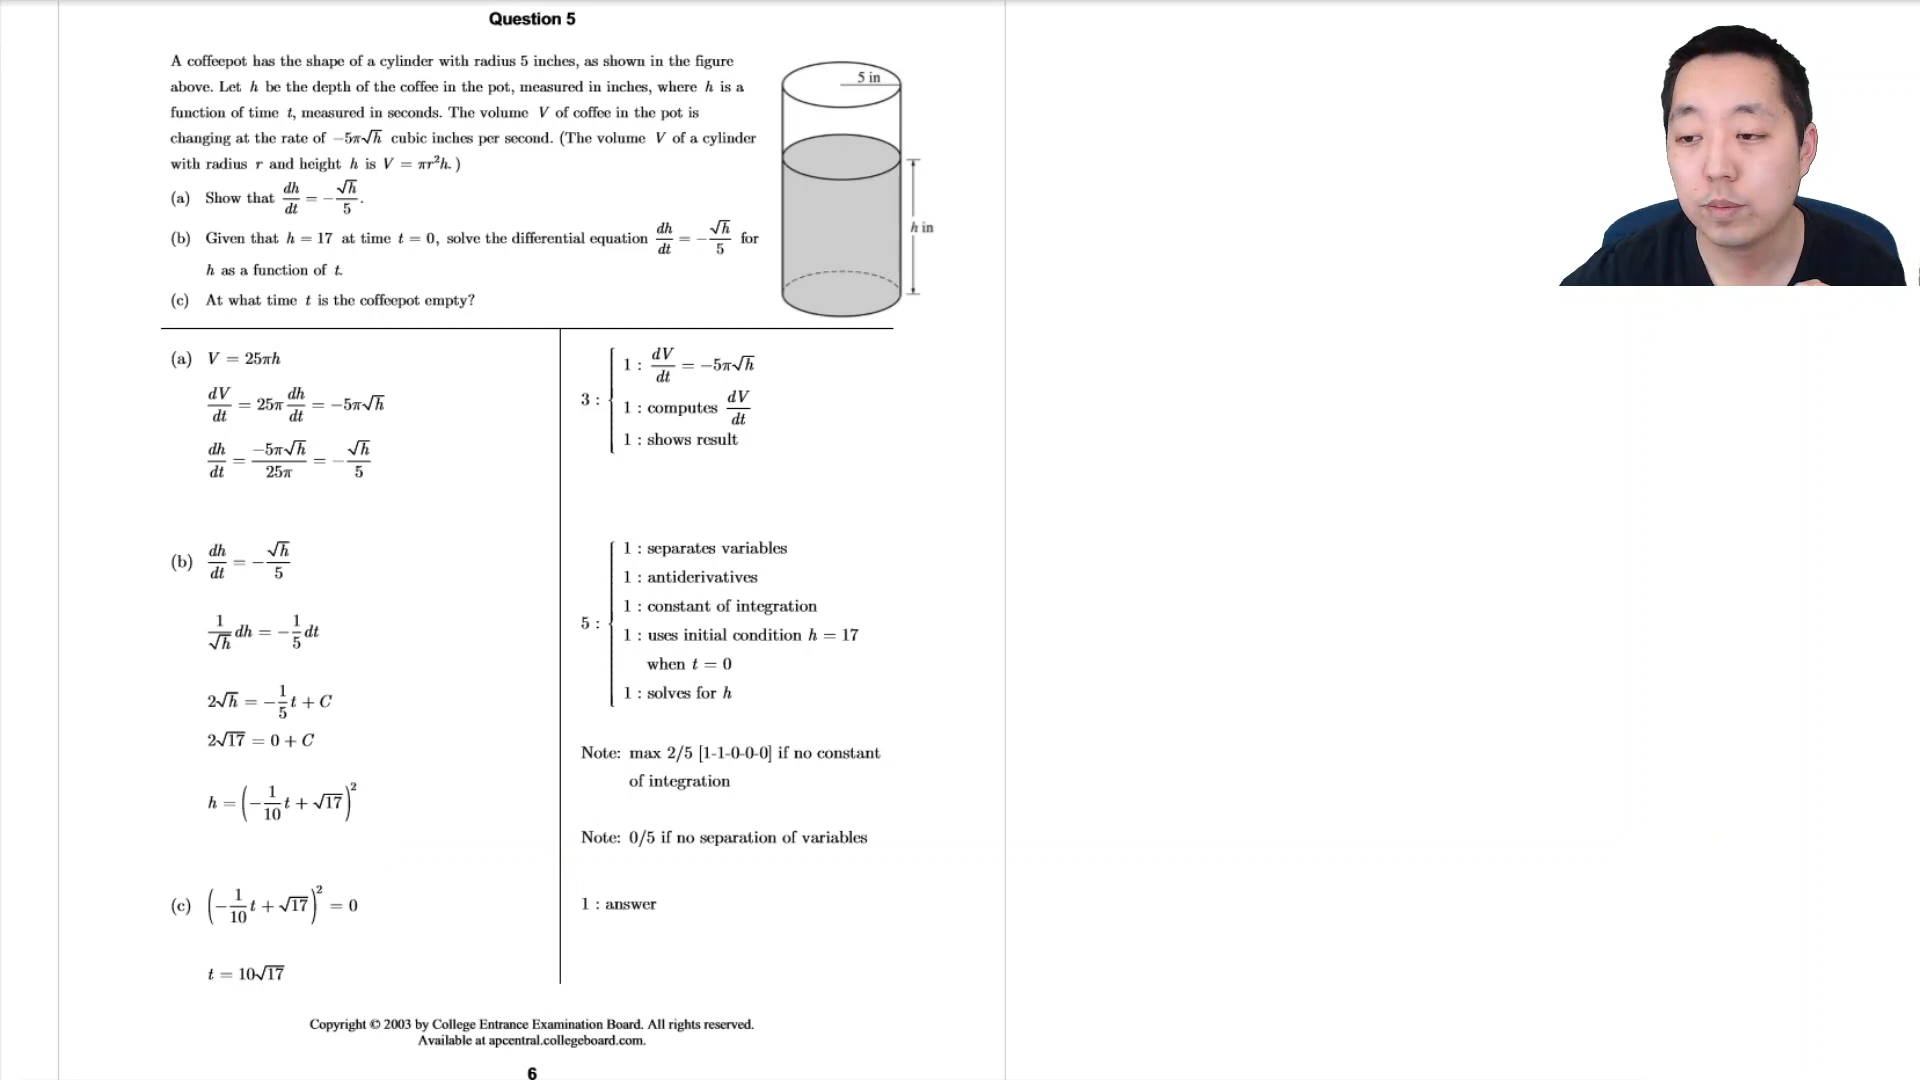 Question 5
A coffeepot has the shape of a cylinder with radius 5 inches, as shown in the figure
above. Let h be the depth of the coffee in the pot, measured in inches, where h is a
function of time t, measured in seconds. The volume V of coffee in the pot is
changing at the rate of −5π√h cubic inches per second. (The volume V of a cylinder
with radius r and height h is V = πr²h.)
(a) Show that dh/dt = −√h/5.
(b) Given that h = 17 at time t = 0, solve the differential equation dh/dt = −√h/5 for
h as a function of t.
(c) At what time t is the coffeepot empty?
5 in
h in
(a) V = 25πh
dV/dt = 25π dh/dt = −5π√h
dh/dt = −5π√h/25π = −√h/5
3 :
1 : dV/dt = −5π√h
1 : computes dV/dt
1 : shows result
(b) dh/dt = −√h/5
1/√h dh = −1/5 dt
2√h = −1/5 t + C
2√17 = 0 + C
h = (−1/10 t + √17)²
5 :
1 : separates variables
1 : antiderivatives
1 : constant of integration
1 : uses initial condition h = 17
when t = 0
1 : solves for h
Note: max 2/5 [1-1-0-0-0] if no constant
of integration
Note: 0/5 if no separation of variables
(c) (−1/10 t + √17)² = 0
t = 10√17
1 : answer
Copyright © 2003 by College Entrance Examination Board. All rights reserved.
Available at apcentral.collegeboard.com.
6